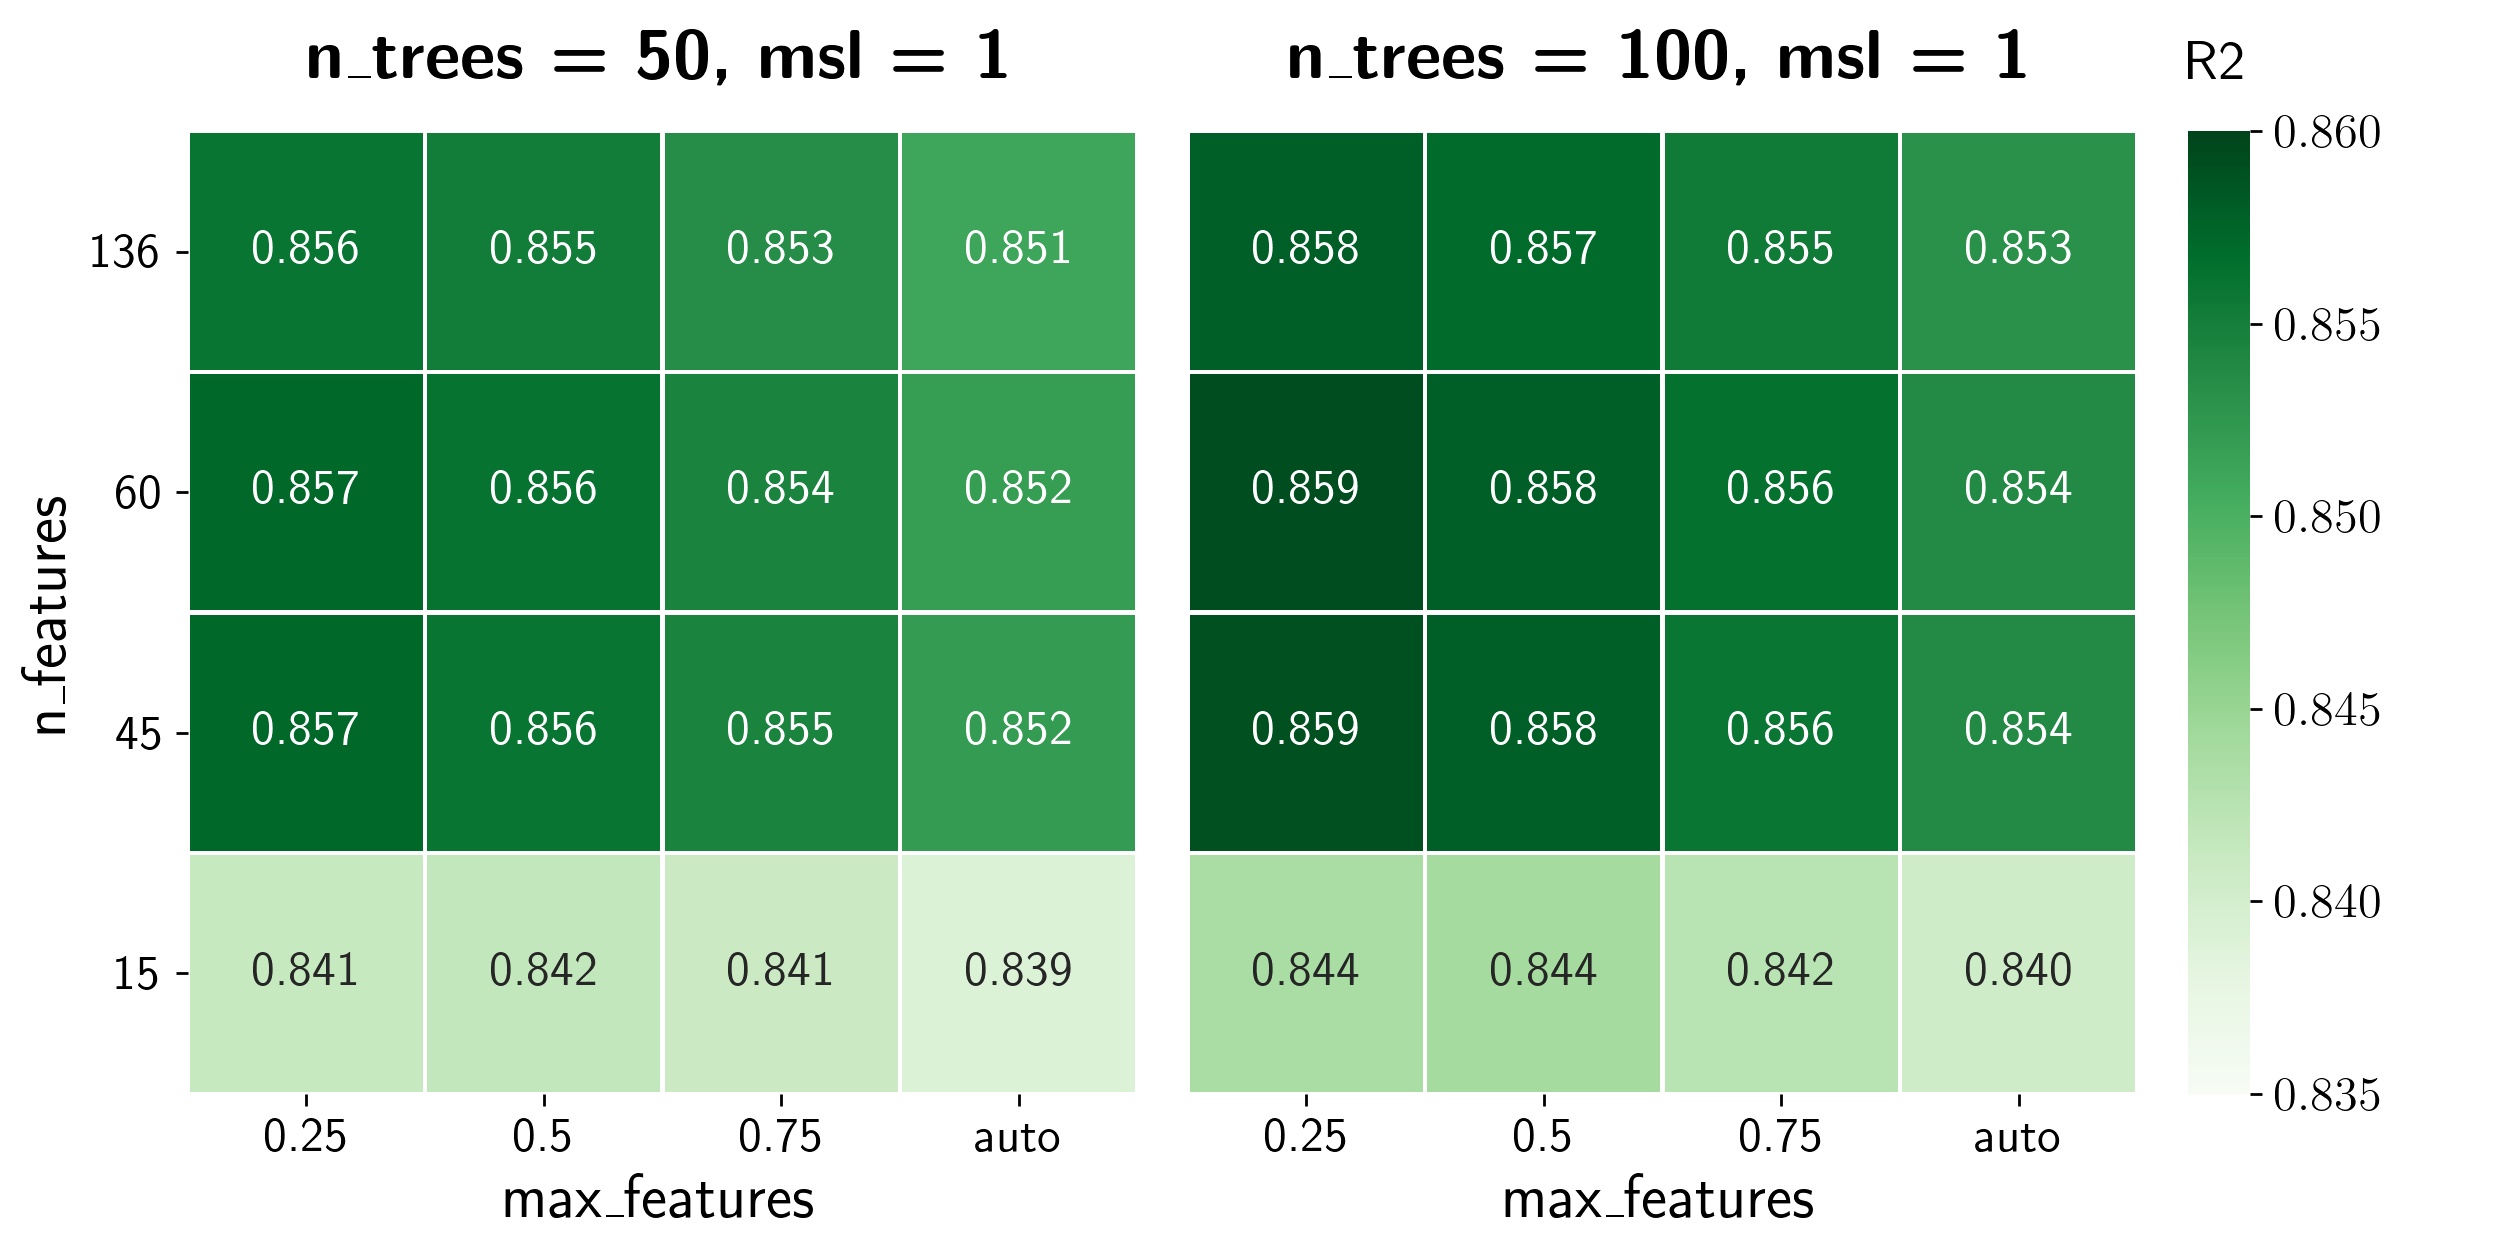 n_trees = 50, msl = 1
n_trees = 100, msl = 1
R2
n_features
136
0.856 0.855 0.853 0.851
0.858 0.857 0.855 0.853
60
0.857 0.856 0.854 0.852
0.859 0.858 0.856 0.854
45
0.857 0.856 0.855 0.852
0.859 0.858 0.856 0.854
15
0.841 0.842 0.841 0.839
0.844 0.844 0.842 0.840
0.25 0.5 0.75 auto
0.25 0.5 0.75 auto
max_features
max_features
0.860
0.855
0.850
0.845
0.840
0.835